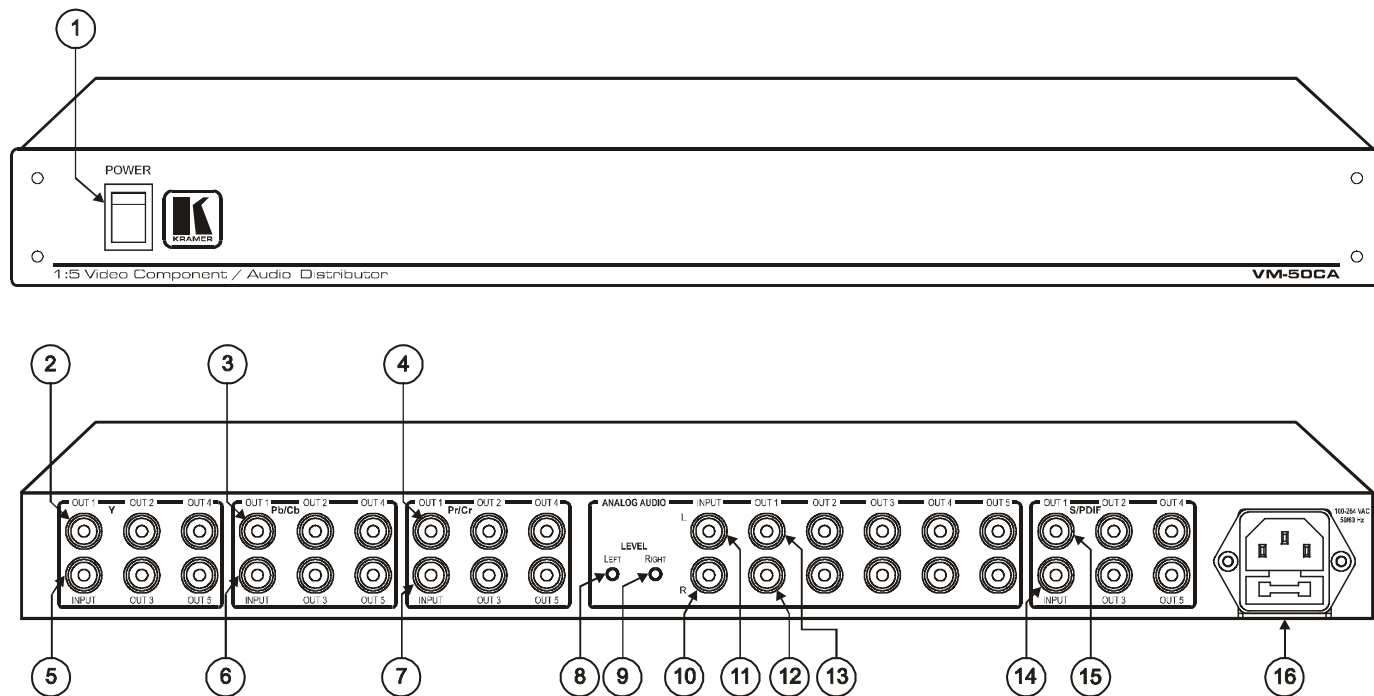 1
POWER
K
KRAMER
1:5 Video Component / Audio Distributor
VM-50CA
2 3 4
OUT 1 OUT 2 OUT 4 OUT 1 OUT 2 OUT 4 OUT 1 OUT 2 OUT 4 ANALOG AUDIO INPUT OUT 1 OUT 2 OUT 3 OUT 4 OUT 5 OUT 1 OUT 2 OUT 4
Y Pb/Cb Pr/Cr S/PDIF
100-264 VAC
50/60 Hz
L
LEVEL
LEFT RIGHT
R
INPUT OUT 3 OUT 5 INPUT OUT 3 OUT 5 INPUT OUT 3 OUT 5 INPUT OUT 3 OUT 5
5 6 7 8 9 10 11 12 13 14 15 16